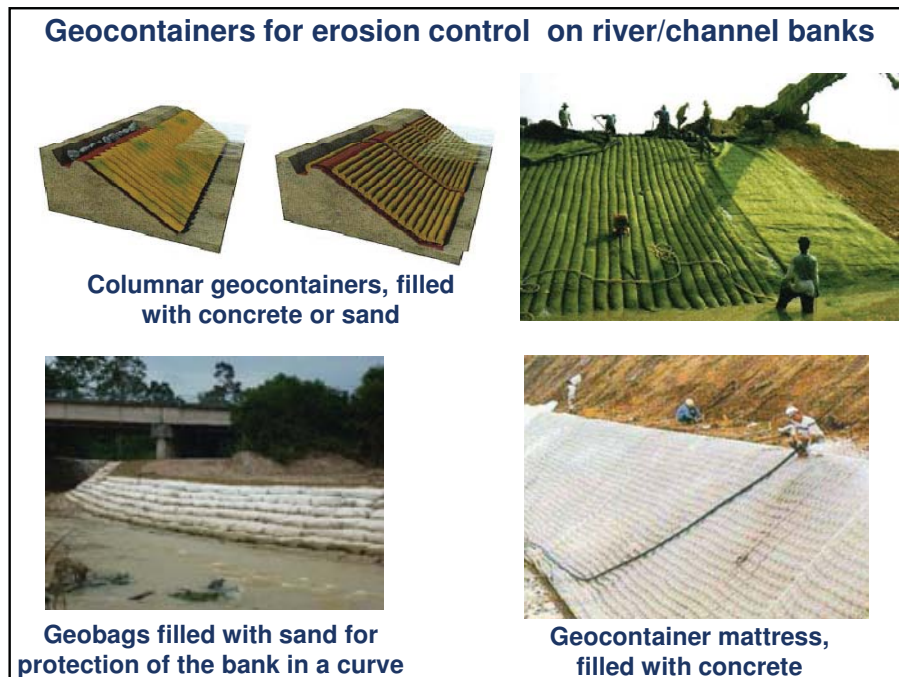 Geocontainers for erosion control on river/channel banks
Columnar geocontainers, filled
with concrete or sand
Geobags filled with sand for
protection of the bank in a curve
Geocontainer mattress,
filled with concrete